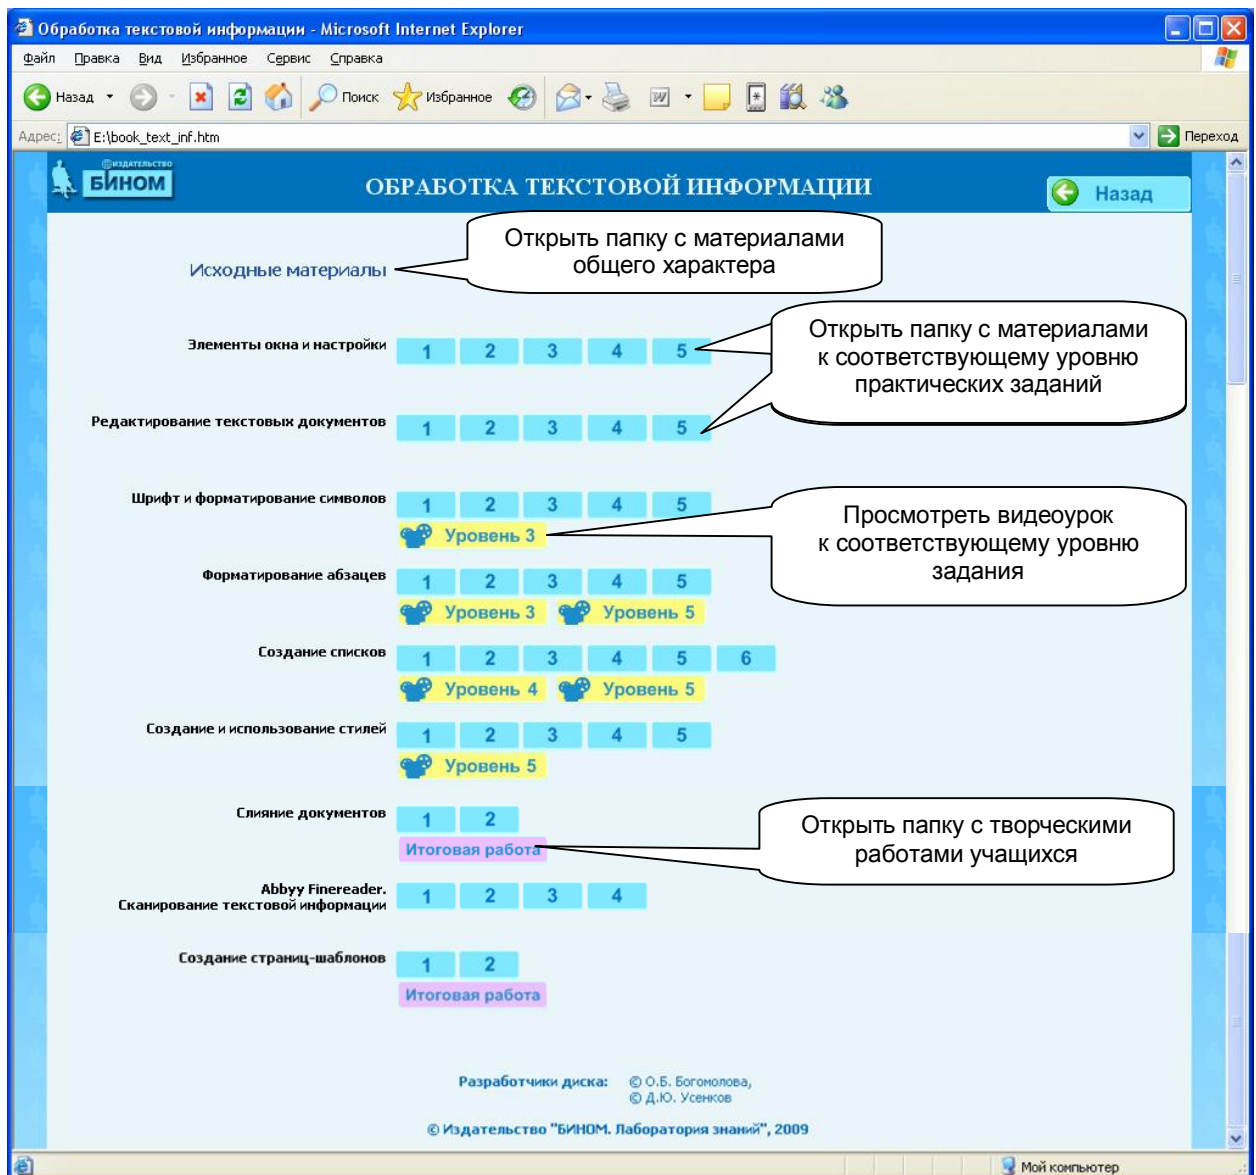 Обработка текстовой информации - Microsoft Internet Explorer
Файл Правка Вид Избранное Сервис Справка
Назад Поиск Избранное
Адрес: E:\book_text_inf.htm Переход
издательство
БИНОМ
ОБРАБОТКА ТЕКСТОВОЙ ИНФОРМАЦИИ
Назад
Открыть папку с материалами
общего характера
Исходные материалы
Открыть папку с материалами
к соответствующему уровню
практических заданий
Элементы окна и настройки 1 2 3 4 5
Редактирование текстовых документов 1 2 3 4 5
Шрифт и форматирование символов 1 2 3 4 5
Уровень 3
Просмотреть видеоурок
к соответствующему уровню
задания
Форматирование абзацев 1 2 3 4 5
Уровень 3 Уровень 5
Создание списков 1 2 3 4 5 6
Уровень 4 Уровень 5
Создание и использование стилей 1 2 3 4 5
Уровень 5
Слияние документов 1 2
Итоговая работа
Открыть папку с творческими
работами учащихся
Abbyy Finereader.
Сканирование текстовой информации 1 2 3 4
Создание страниц-шаблонов 1 2
Итоговая работа
Разработчики диска: © О.Б. Богомолова,
© Д.Ю. Усенков
© Издательство "БИНОМ. Лаборатория знаний", 2009
Мой компьютер